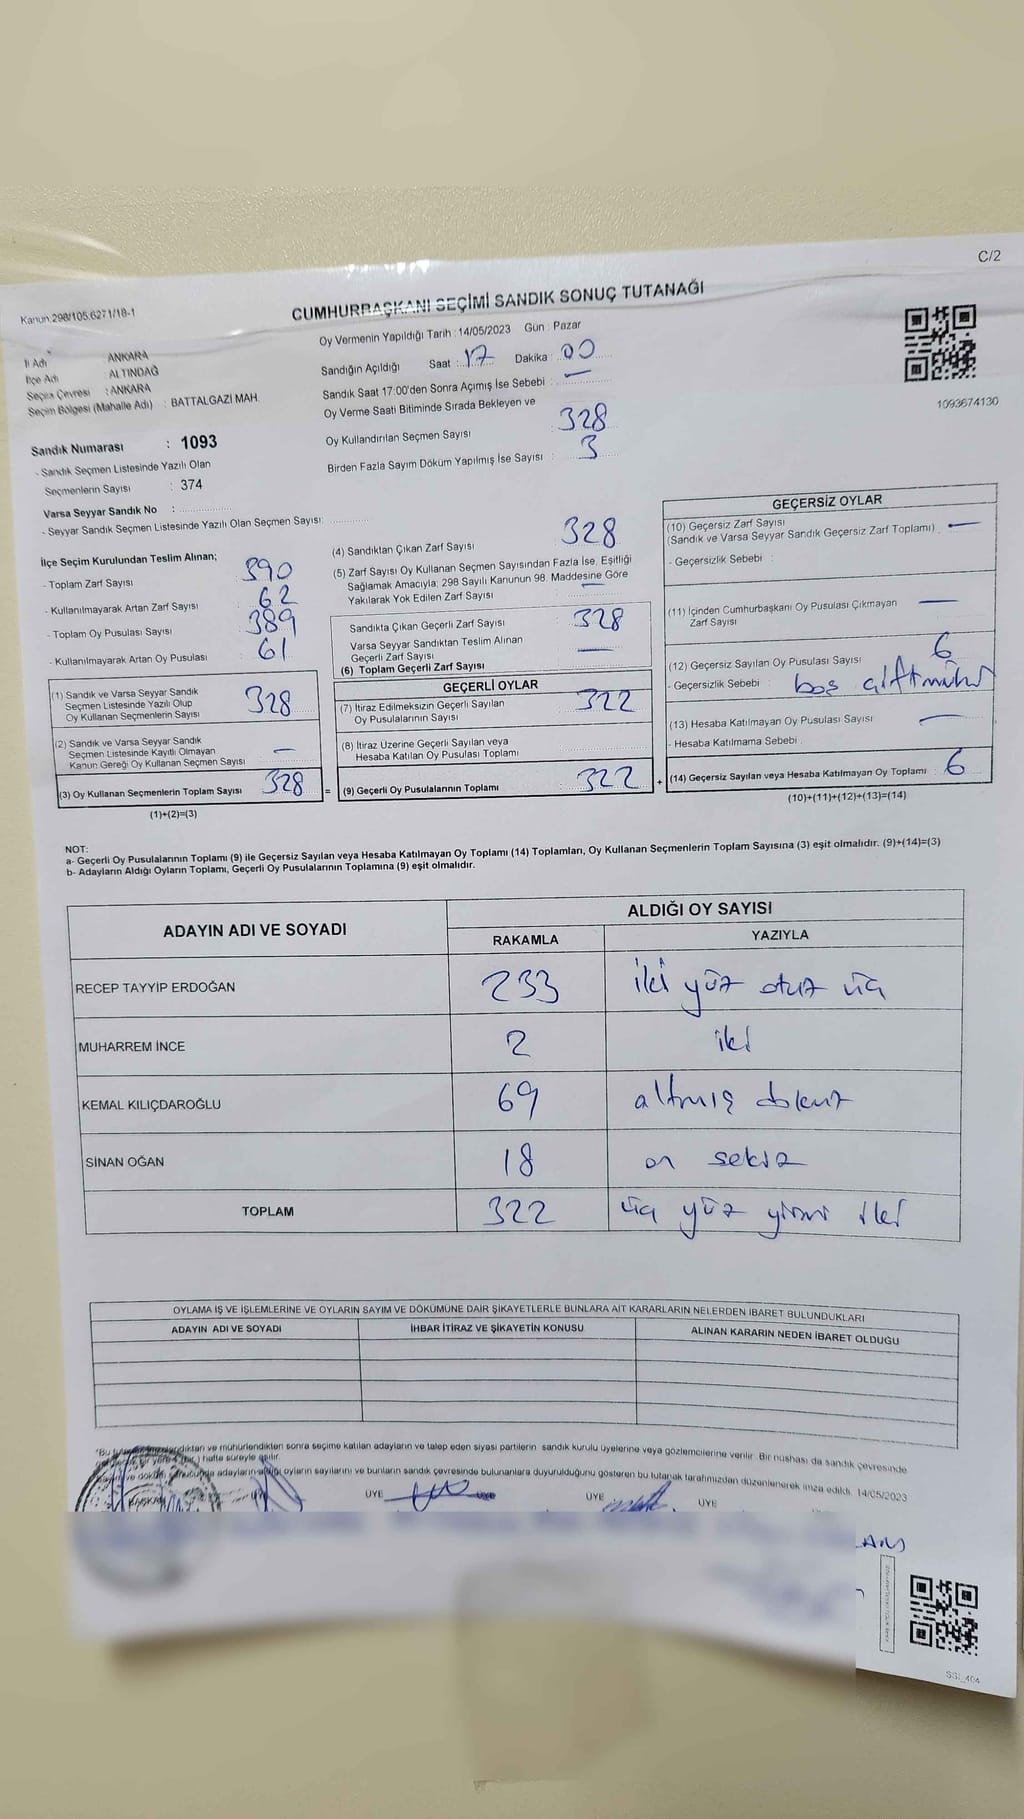 C/2
Kanun.298/105.6271/18-1
CUMHURBAŞKANI SEÇİMİ SANDIK SONUÇ TUTANAĞI
İl Adı : ANKARA
İlçe Adı : ALTINDAĞ
Seçim Çevresi : ANKARA
Seçim Bölgesi (Mahalle Adı) : BATTALGAZİ MAH.
Oy Vermenin Yapıldığı Tarih : 14/05/2023 Gün : Pazar
Sandığın Açıldığı Saat : 17 Dakika : 00
Sandık Saat 17:00'den Sonra Açımış İse Sebebi : —
Oy Verme Saati Bitiminde Sırada Bekleyen ve
Oy Kullandırılan Seçmen Sayısı : 328
Birden Fazla Sayım Döküm Yapılmış İse Sayısı : 3
1093674130
Sandık Numarası : 1093
- Sandık Seçmen Listesinde Yazılı Olan
Seçmenlerin Sayısı : 374
Varsa Seyyar Sandık No :
- Seyyar Sandık Seçmen Listesinde Yazılı Olan Seçmen Sayısı:
İlçe Seçim Kurulundan Teslim Alınan;
- Toplam Zarf Sayısı : 390
- Kullanılmayarak Artan Zarf Sayısı : 62
- Toplam Oy Pusulası Sayısı : 389
- Kullanılmayarak Artan Oy Pusulası : 61
(1) Sandık ve Varsa Seyyar Sandık
Seçmen Listesinde Yazılı Olup
Oy Kullanan Seçmenlerin Sayısı : 328
(2) Sandık ve Varsa Seyyar Sandık
Seçmen Listesinde Kayıtlı Olmayan
Kanun Gereği Oy Kullanan Seçmen Sayısı : —
(3) Oy Kullanan Seçmenlerin Toplam Sayısı : 328
(1)+(2)=(3)
(4) Sandıktan Çıkan Zarf Sayısı : 328
(5) Zarf Sayısı Oy Kullanan Seçmen Sayısından Fazla İse, Eşitliği
Sağlamak Amacıyla; 298 Sayılı Kanunun 98. Maddesine Göre
Yakılarak Yok Edilen Zarf Sayısı : —
Sandıkta Çıkan Geçerli Zarf Sayısı : 328
Varsa Seyyar Sandıktan Teslim Alınan
Geçerli Zarf Sayısı : —
(6) Toplam Geçerli Zarf Sayısı
GEÇERLİ OYLAR
(7) İtiraz Edilmeksizin Geçerli Sayılan
Oy Pusulalarının Sayısı : 322
(8) İtiraz Üzerine Geçerli Sayılan veya
Hesaba Katılan Oy Pusulası Toplamı :
= (9) Geçerli Oy Pusulalarının Toplamı : 322 +
GEÇERSİZ OYLAR
(10) Geçersiz Zarf Sayısı
(Sandık ve Varsa Seyyar Sandık Geçersiz Zarf Toplamı) : —
- Geçersizlik Sebebi :
(11) İçinden Cumhurbaşkanı Oy Pusulası Çıkmayan
Zarf Sayısı : —
(12) Geçersiz Sayılan Oy Pusulası Sayısı : 6
- Geçersizlik Sebebi : boş çift mühür
(13) Hesaba Katılmayan Oy Pusulası Sayısı : —
- Hesaba Katılmama Sebebi :
(14) Geçersiz Sayılan veya Hesaba Katılmayan Oy Toplamı : 6
(10)+(11)+(12)+(13)=(14)
NOT:
a- Geçerli Oy Pusulalarının Toplamı (9) ile Geçersiz Sayılan veya Hesaba Katılmayan Oy Toplamı (14) Toplamları, Oy Kullanan Seçmenlerin Toplam Sayısına (3) eşit olmalıdır. (9)+(14)=(3)
b- Adayların Aldığı Oyların Toplamı, Geçerli Oy Pusulalarının Toplamına (9) eşit olmalıdır.
ADAYIN ADI VE SOYADI ALDIĞI OY SAYISI
RAKAMLA YAZIYLA
RECEP TAYYİP ERDOĞAN 233 iki yüz otuz üç
MUHARREM İNCE 2 iki
KEMAL KILIÇDAROĞLU 69 altmış dokuz
SİNAN OĞAN 18 on sekiz
TOPLAM 322 üç yüz yirmi iki
OYLAMA İŞ VE İŞLEMLERİNE VE OYLARIN SAYIM VE DÖKÜMÜNE DAİR ŞİKAYETLERLE BUNLARA AİT KARARLARIN NELERDEN İBARET BULUNDUKLARI
ADAYIN ADI VE SOYADI İHBAR İTİRAZ VE ŞİKAYETİN KONUSU ALINAN KARARIN NEDEN İBARET OLDUĞU
*Bu ve mühürlendikten sonra seçime katılan adayların ve talep eden siyasi partilerin sandık kurulu üyelerine veya gözlemcilerine verilir. Bir nüshası da sandık çevresinde
hafta süreyle asılır.
adayların aldığı oyların sayılarını ve bunların sandık çevresinde bulunanlara duyurulduğunu gösteren bu tutanak tarafımızdan düzenlenerek imza edildi. 14/05/2023
BAŞKAN ÜYE ÜYE ÜYE ÜYE
SSİ_404